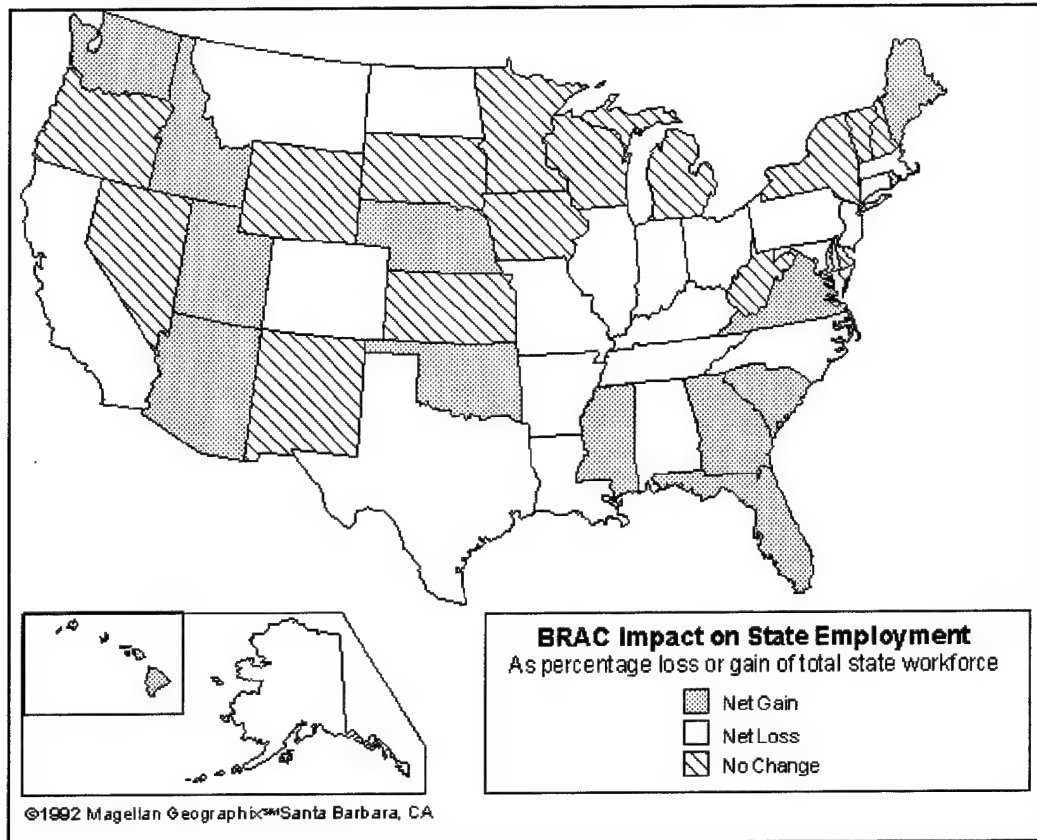 BRAC Impact on State Employment
As percentage loss or gain of total state workforce
Net Gain
Net Loss
No Change
©1992 Magellan Geographix℠Santa Barbara, CA